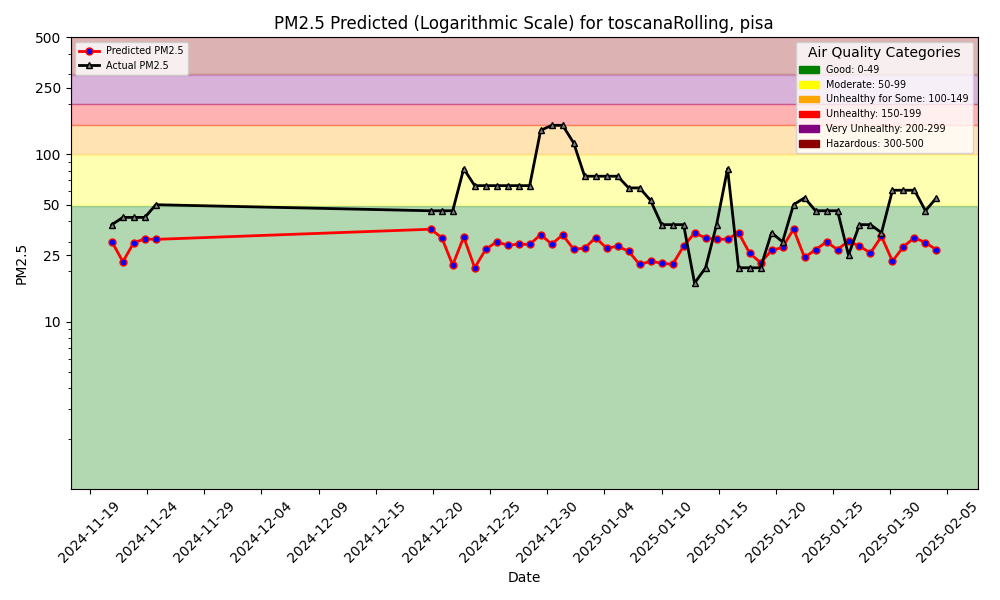 PM2.5 Predicted (Logarithmic Scale) for toscanaRolling, pisa
Predicted PM2.5
Actual PM2.5
Air Quality Categories
Good: 0-49
Moderate: 50-99
Unhealthy for Some: 100-149
Unhealthy: 150-199
Very Unhealthy: 200-299
Hazardous: 300-500
500
250
100
50
25
10
PM2.5
2024-11-19
2024-11-24
2024-11-29
2024-12-04
2024-12-09
2024-12-15
2024-12-20
2024-12-25
2024-12-30
2025-01-04
2025-01-10
2025-01-15
2025-01-20
2025-01-25
2025-01-30
2025-02-05
Date